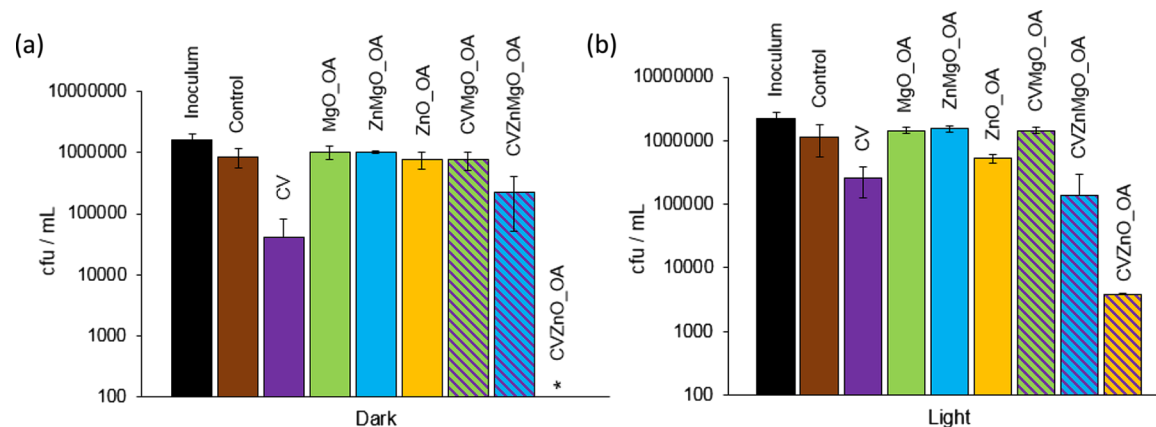 (a)
cfu / mL
10000000
1000000
100000
10000
1000
100
Inoculum
Control
CV
MgO_OA
ZnMgO_OA
ZnO_OA
CVMgO_OA
CVZnMgO_OA
* CVZnO_OA
Dark
(b)
cfu / mL
10000000
1000000
100000
10000
1000
100
Inoculum
Control
CV
MgO_OA
ZnMgO_OA
ZnO_OA
CVMgO_OA
CVZnMgO_OA
CVZnO_OA
Light